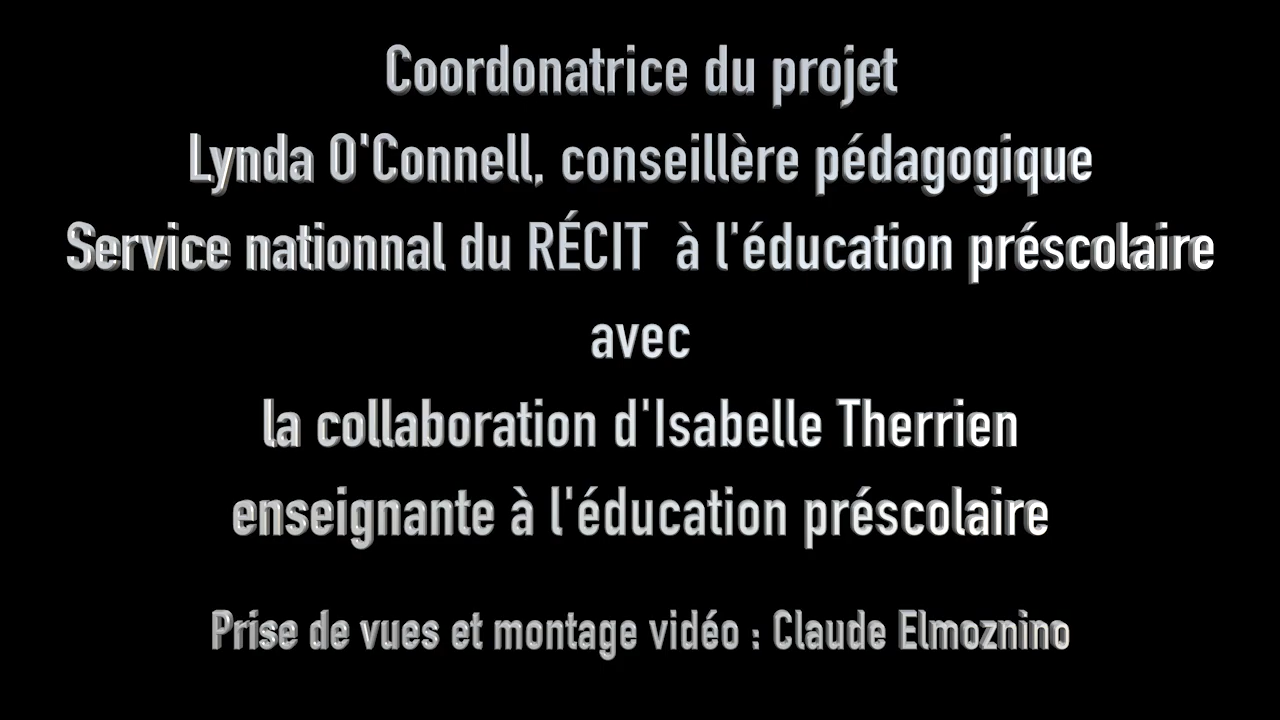 Coordonatrice du projet
Lynda O'Connell, conseillère pédagogique
Service nationnal du RÉCIT à l'éducation préscolaire
avec
la collaboration d'Isabelle Therrien
enseignante à l'éducation préscolaire
Prise de vues et montage vidéo : Claude Elmoznino